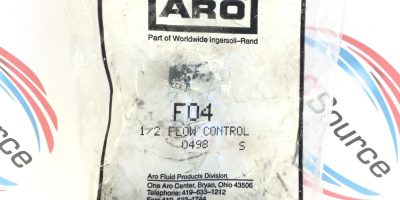 ARO
Part of Worldwide Ingersoll-Rand
F04
1/2 FLOW CONTROL
0498 S
Aro Fluid Products Division
One Aro Center, Bryan, Ohio 43506
Telephone: 419-633-1212
Source